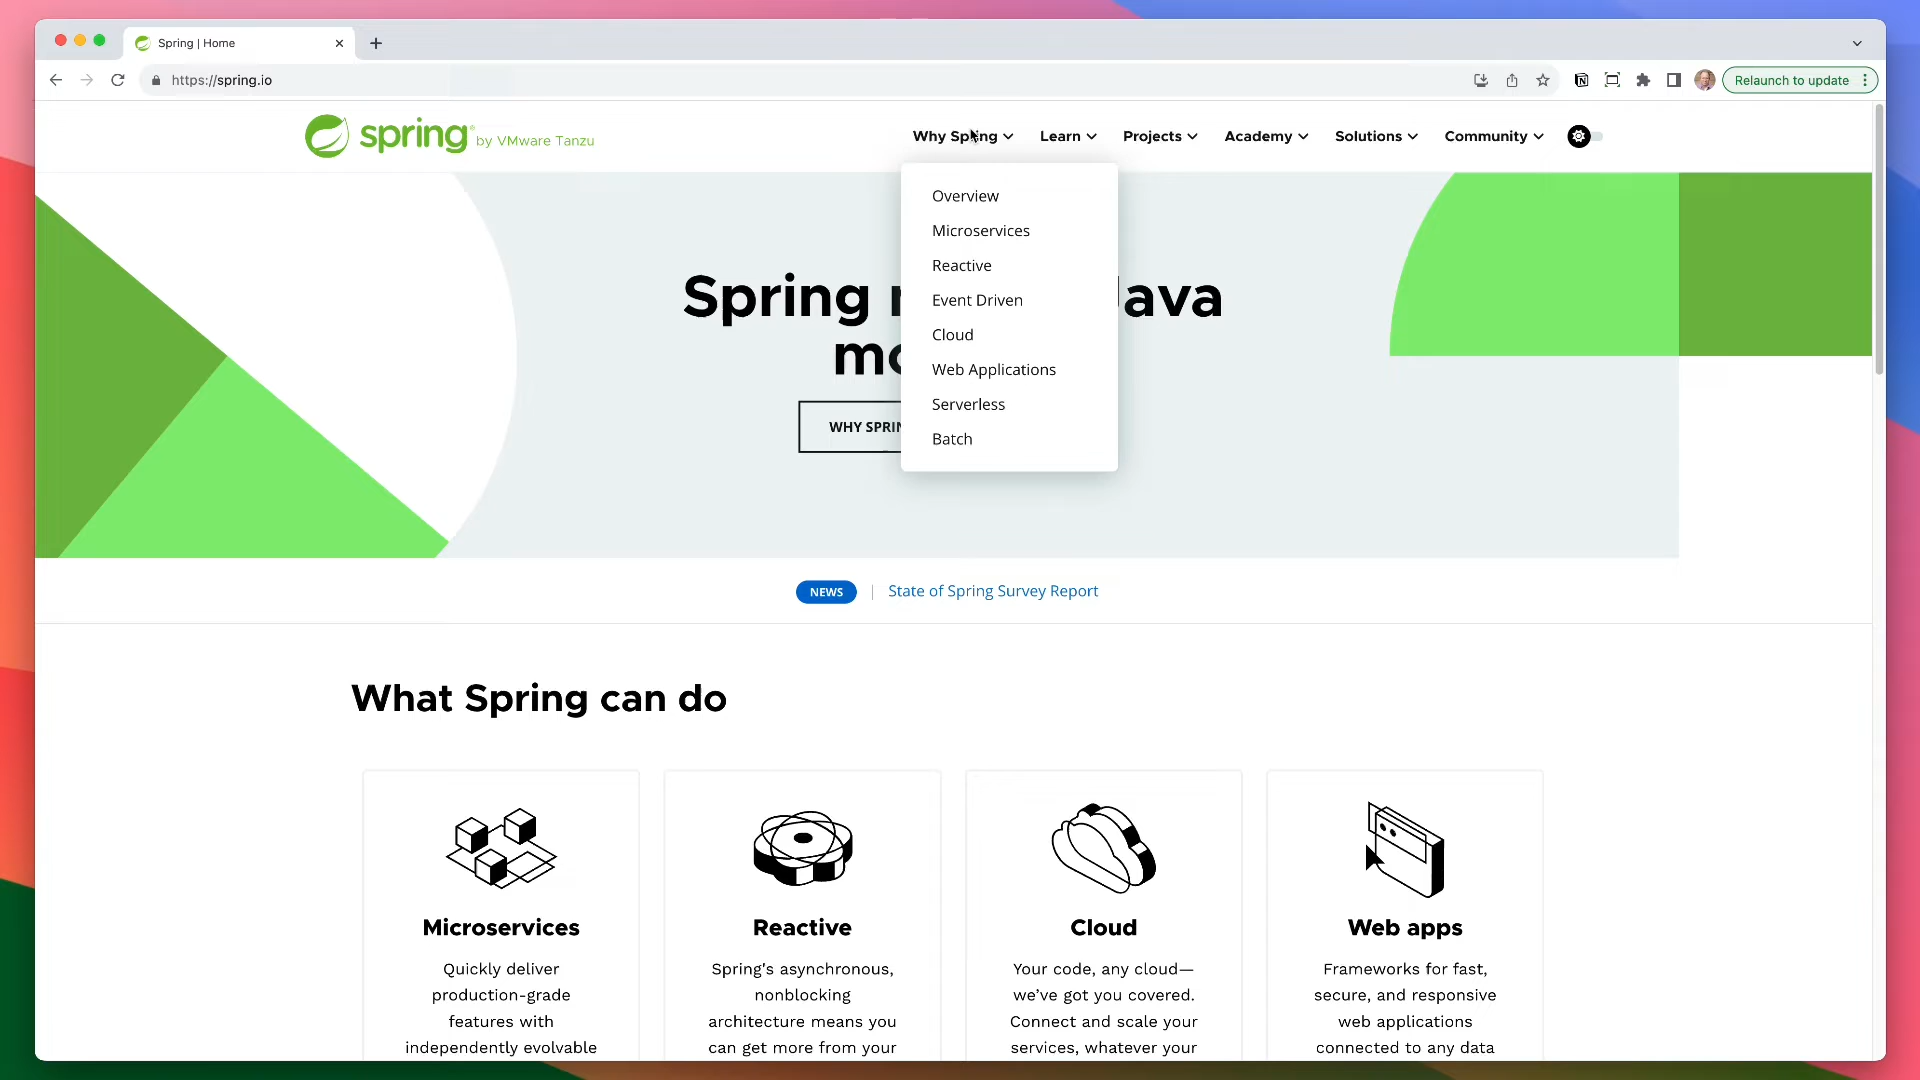 Spring | Home
https://spring.io
Relaunch to update
spring by VMware Tanzu
Why Spring
Learn
Projects
Academy
Solutions
Community
Overview
Microservices
Reactive
Event Driven
Cloud
Web Applications
Serverless
Batch
Spring
ava
WHY SPRIN
NEWS
State of Spring Survey Report
What Spring can do
Microservices
Quickly deliver
production-grade
features with
independently evolvable
Reactive
Spring's asynchronous,
nonblocking
architecture means you
can get more from your
Cloud
Your code, any cloud—
we’ve got you covered.
Connect and scale your
services, whatever your
Web apps
Frameworks for fast,
secure, and responsive
web applications
connected to any data